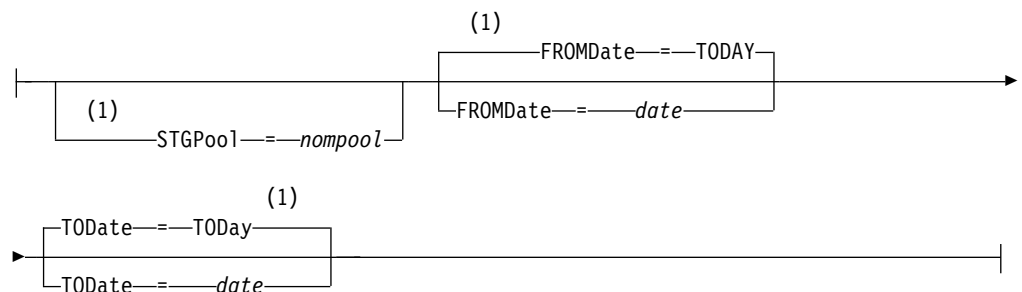 (1)
FROMDate = TODAY
(1)
STGPool = nompool
FROMDate = date
(1)
TODate = TODay
TODate = date